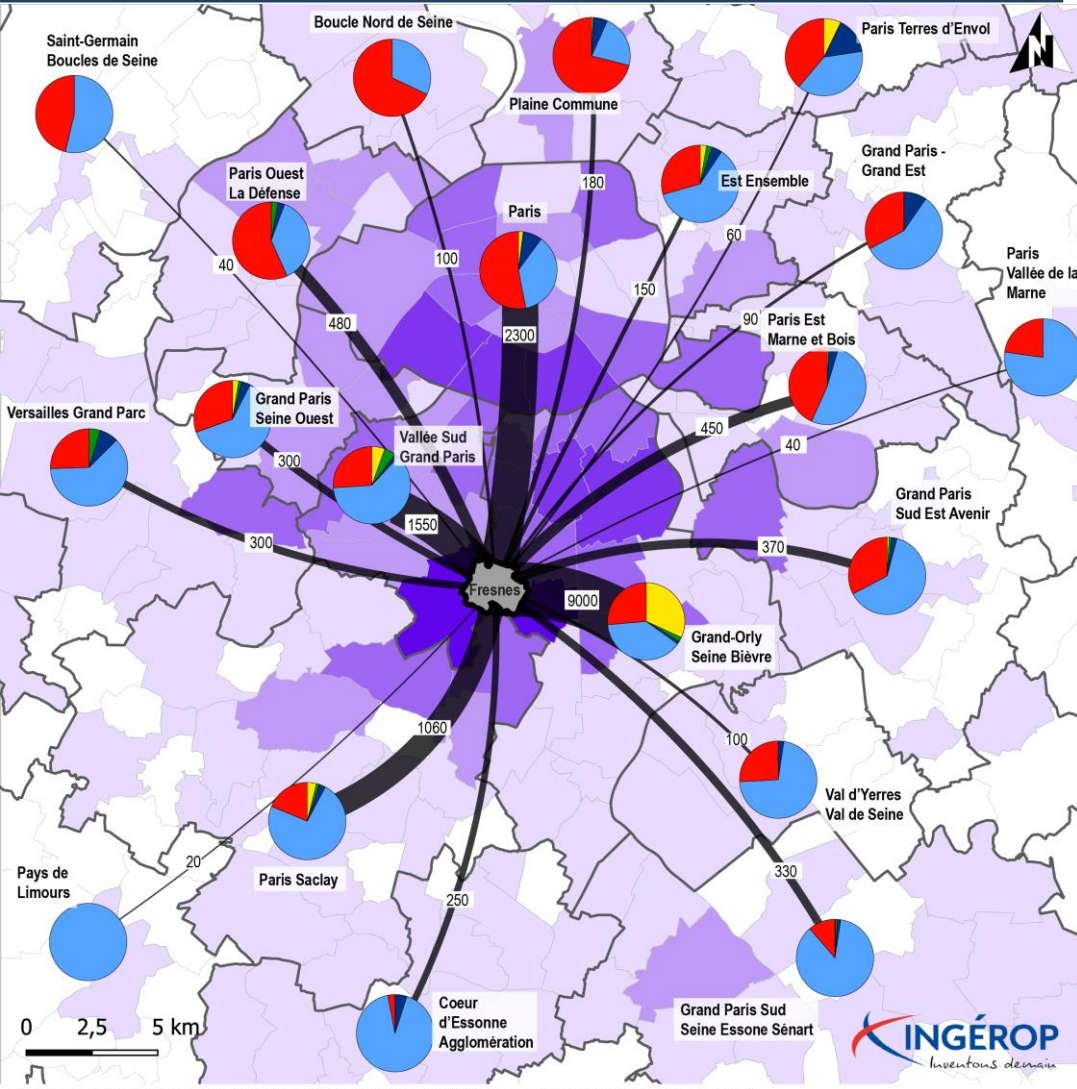 Boucle Nord de Seine
Paris Terres d'Envol
Saint-Germain
Boucles de Seine
N
Plaine Commune
Grand Paris -
Grand Est
Paris Ouest
La Défense
Est Ensemble
180
Paris
60
Paris
Vallée de la
Marne
40
100
150
480
2300
90
Paris Est
Marne et Bois
Versailles Grand Parc
Grand Paris
Seine Ouest
Vallée Sud
Grand Paris
450
40
300
1550
Grand Paris
Sud Est Avenir
300
370
Fresnes
9000
Grand-Orly
Seine Bièvre
1060
100
Val d'Yerres
Val de Seine
20
Pays de
Limours
Paris Saclay
330
250
Coeur
d'Essonne
Agglomération
Grand Paris Sud
Seine Essone Sénart
0 2,5 5 km
INGÉROP
Inventons demain